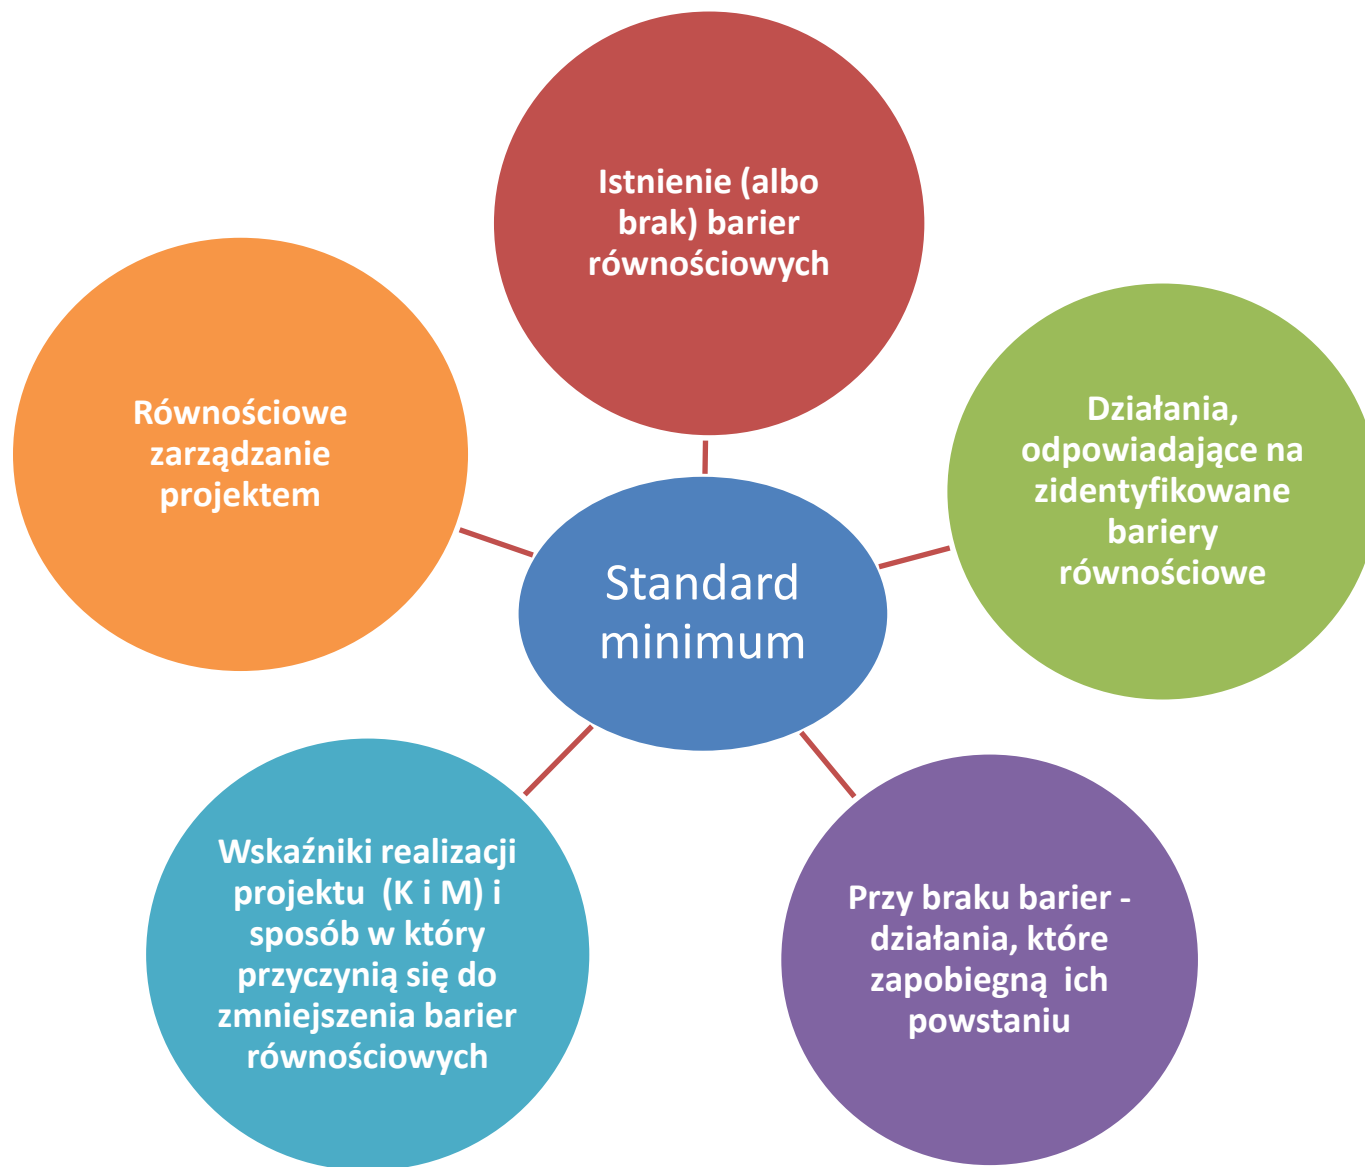 Istnienie (albo
brak) barier
równościowych
Działania,
odpowiadające na
zidentyfikowane
bariery
równościowe
Równościowe
zarządzanie
projektem
Standard
minimum
Wskaźniki realizacji
projektu (K i M) i
sposób w który
przyczynią się do
zmniejszenia barier
równościowych
Przy braku barier -
działania, które
zapobiegną ich
powstaniu